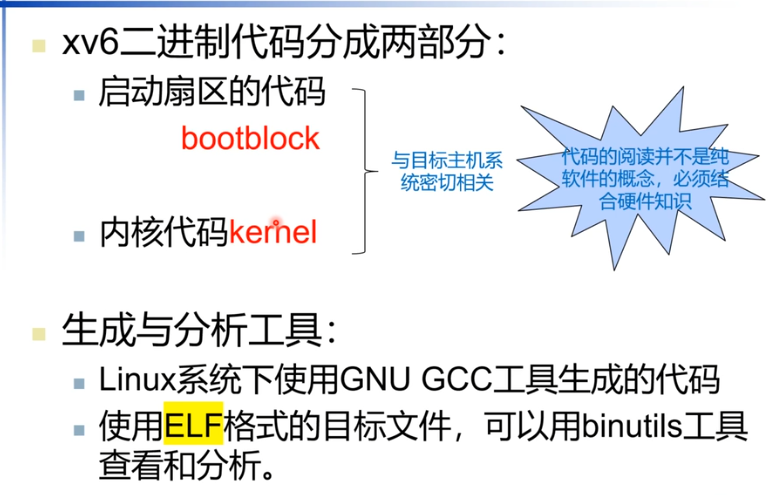 xv6二进制代码分成两部分：
启动扇区的代码
bootblock
与目标主机系
统密切相关
代码的阅读并不是纯
软件的概念，必须结
合硬件知识
内核代码kernel
生成与分析工具：
Linux系统下使用GNU GCC工具生成的代码
使用ELF格式的目标文件，可以用binutils工具
查看和分析。